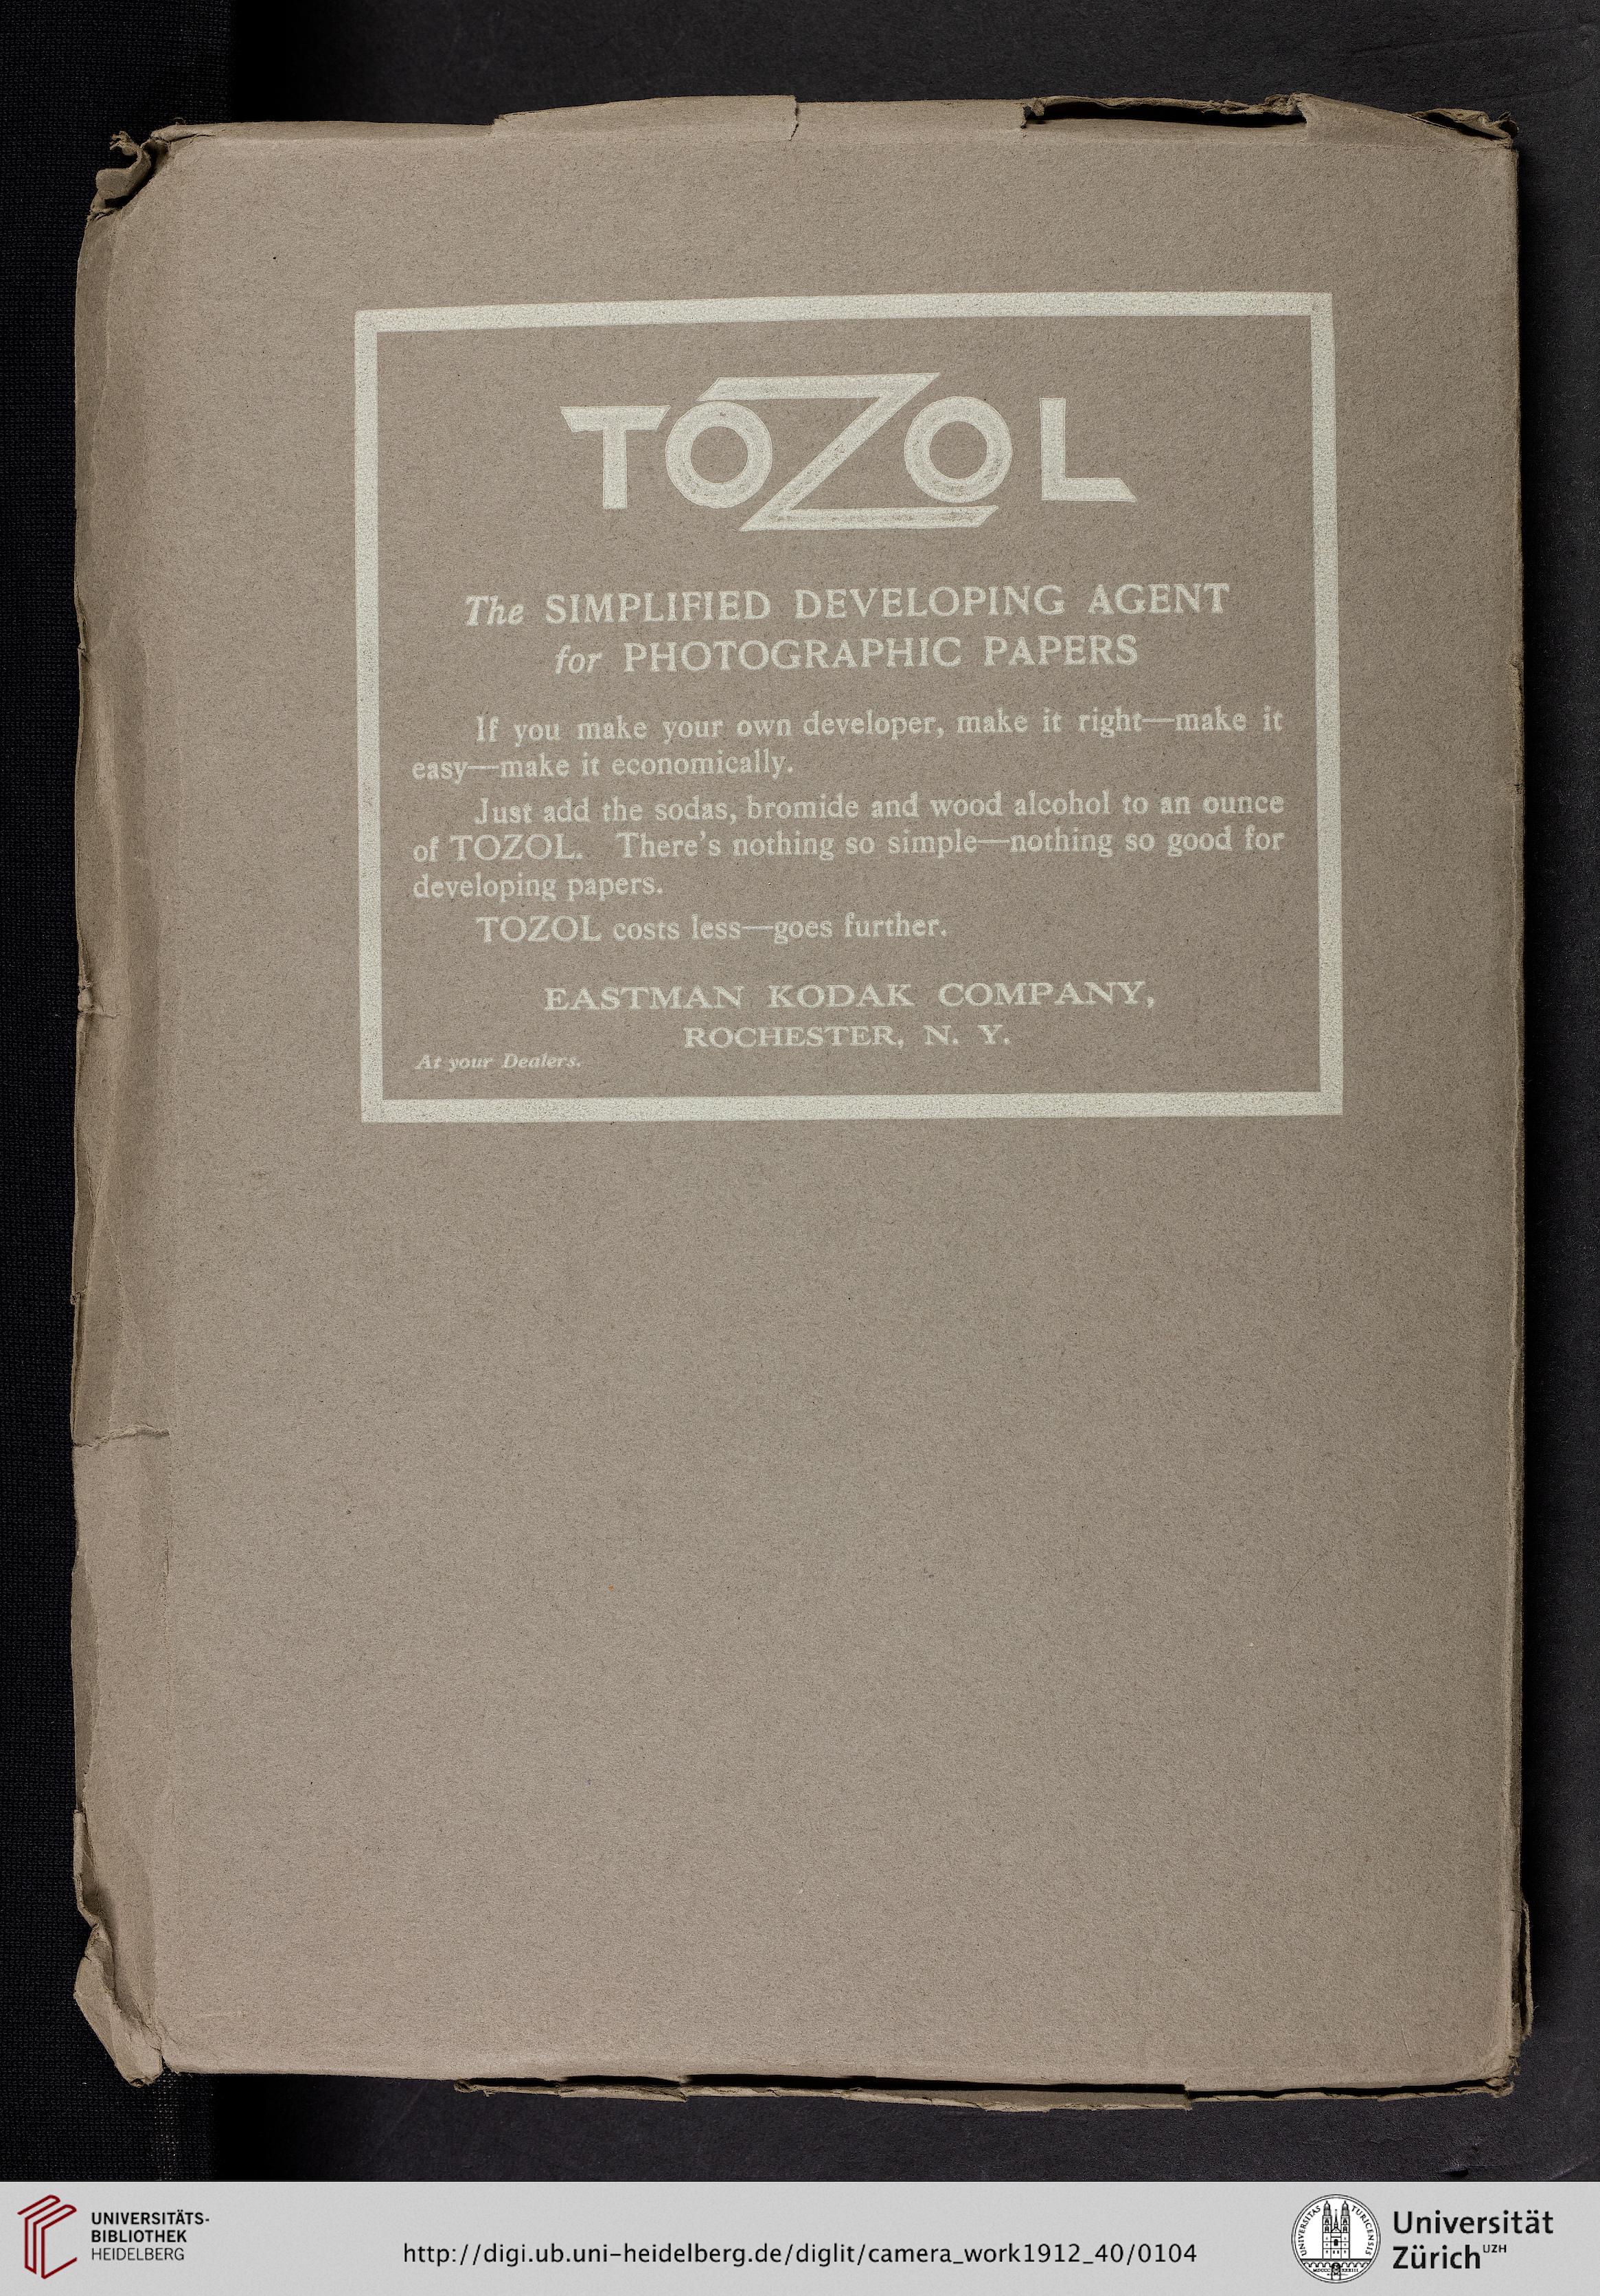 TOZOL
The SIMPLIFIED DEVELOPING AGENT
for PHOTOGRAPHIC PAPERS
If you make your own developer, make it right—make it
easy—make it economically.
Just add the sodas, bromide and wood alcohol to an ounce
of TOZOL. There's nothing so simple—nothing so good for
developing papers.
TOZOL costs less—goes further.
EASTMAN KODAK COMPANY,
ROCHESTER, N. Y.
At your Dealers.
UNIVERSITÄTS-
BIBLIOTHEK
HEIDELBERG
http://digi.ub.uni-heidelberg.de/diglit/camera_work1912_40/0104
UNIVERSITAS TURICENSIS
Universität
Zürich UZH